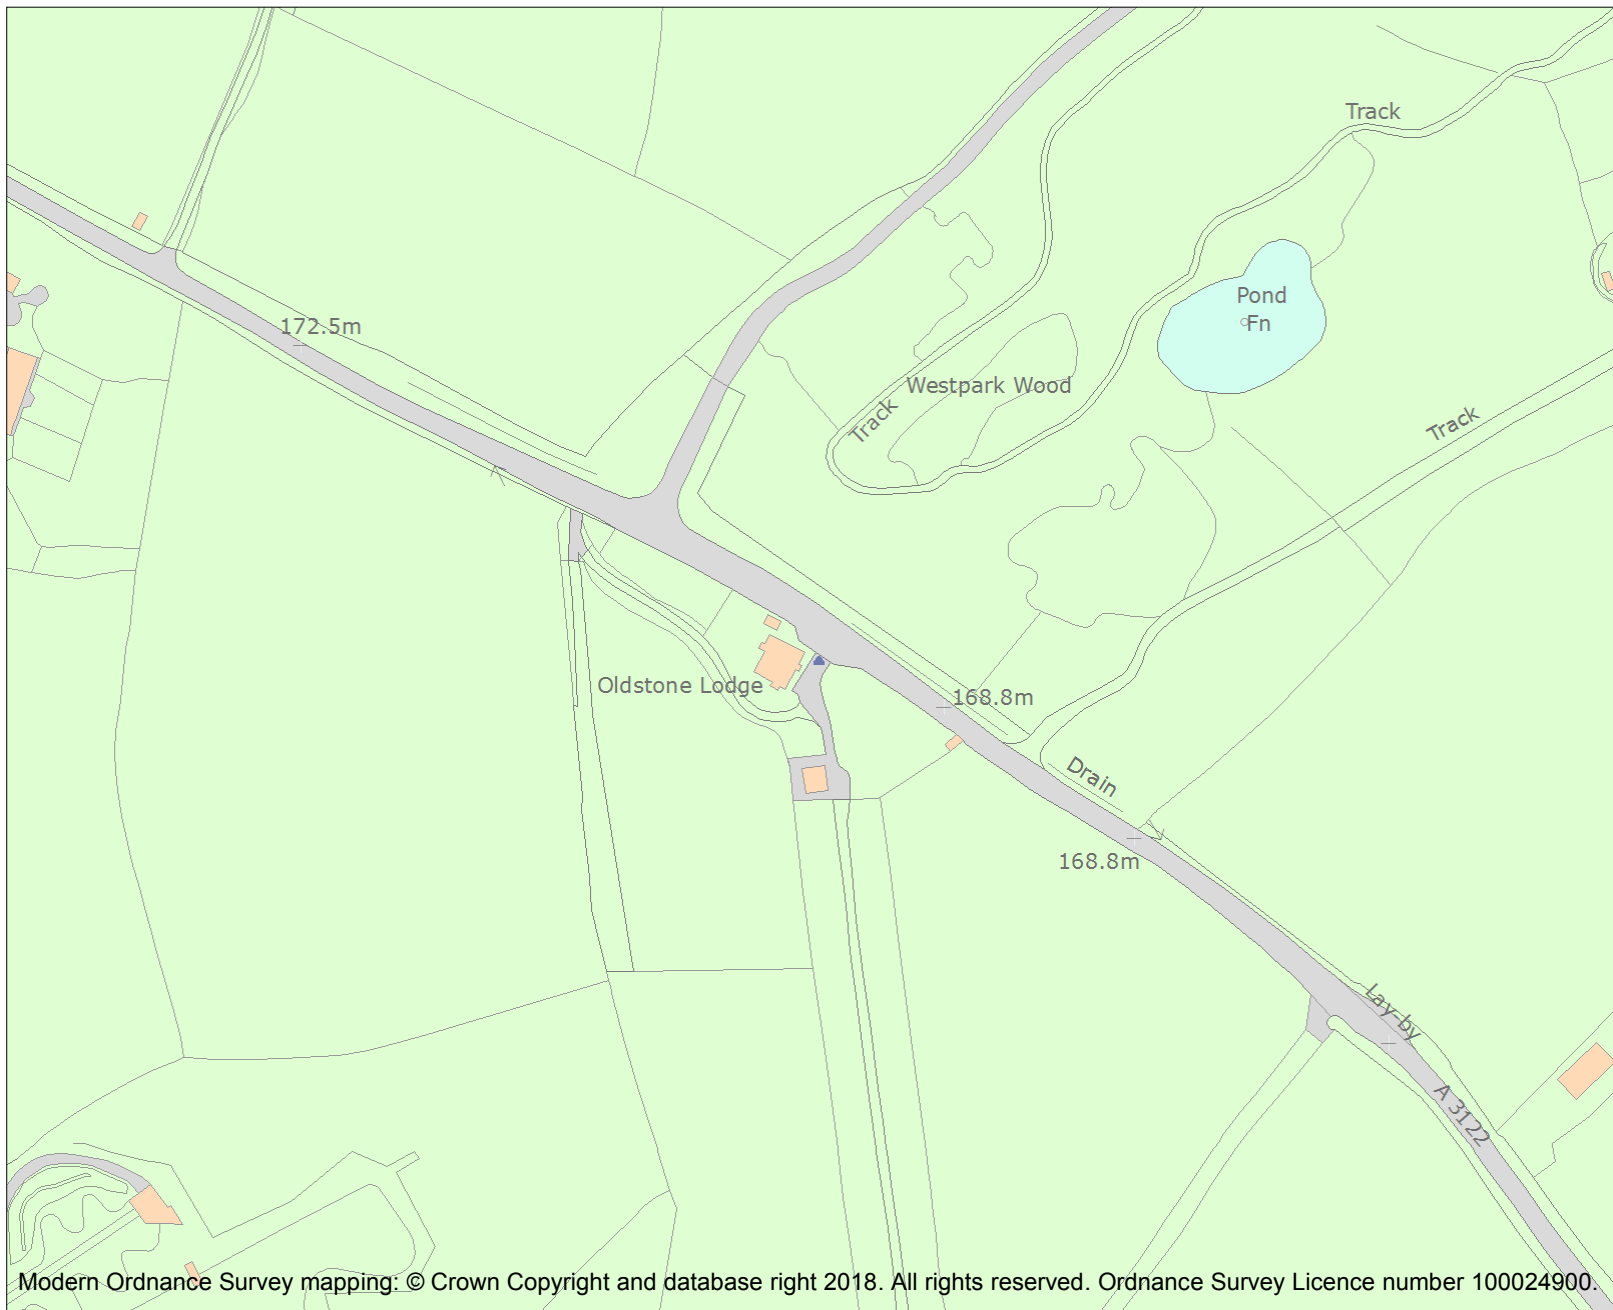 Track
Pond
Fn
172.5m
Westpark Wood
Track
Track
Oldstone Lodge
168.8m
Drain
168.8m
Lay-by
A 3122
Modern Ordnance Survey mapping: © Crown Copyright and database right 2018. All rights reserved. Ordnance Survey Licence number 100024900.